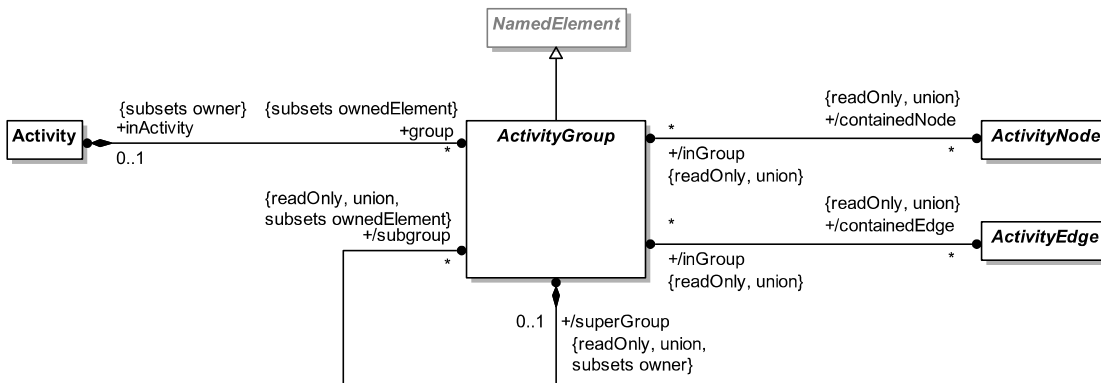 NamedElement
{subsets owner}
+inActivity
{subsets ownedElement}
+group
Activity
0..1
*
ActivityGroup
{readOnly, union}
+/containedNode
*
ActivityNode
+/inGroup
*
{readOnly, union}
{readOnly, union,
subsets ownedElement}
+/subgroup
*
{readOnly, union}
+/containedEdge
*
ActivityEdge
+/inGroup
*
{readOnly, union}
0..1
+/superGroup
{readOnly, union,
subsets owner}